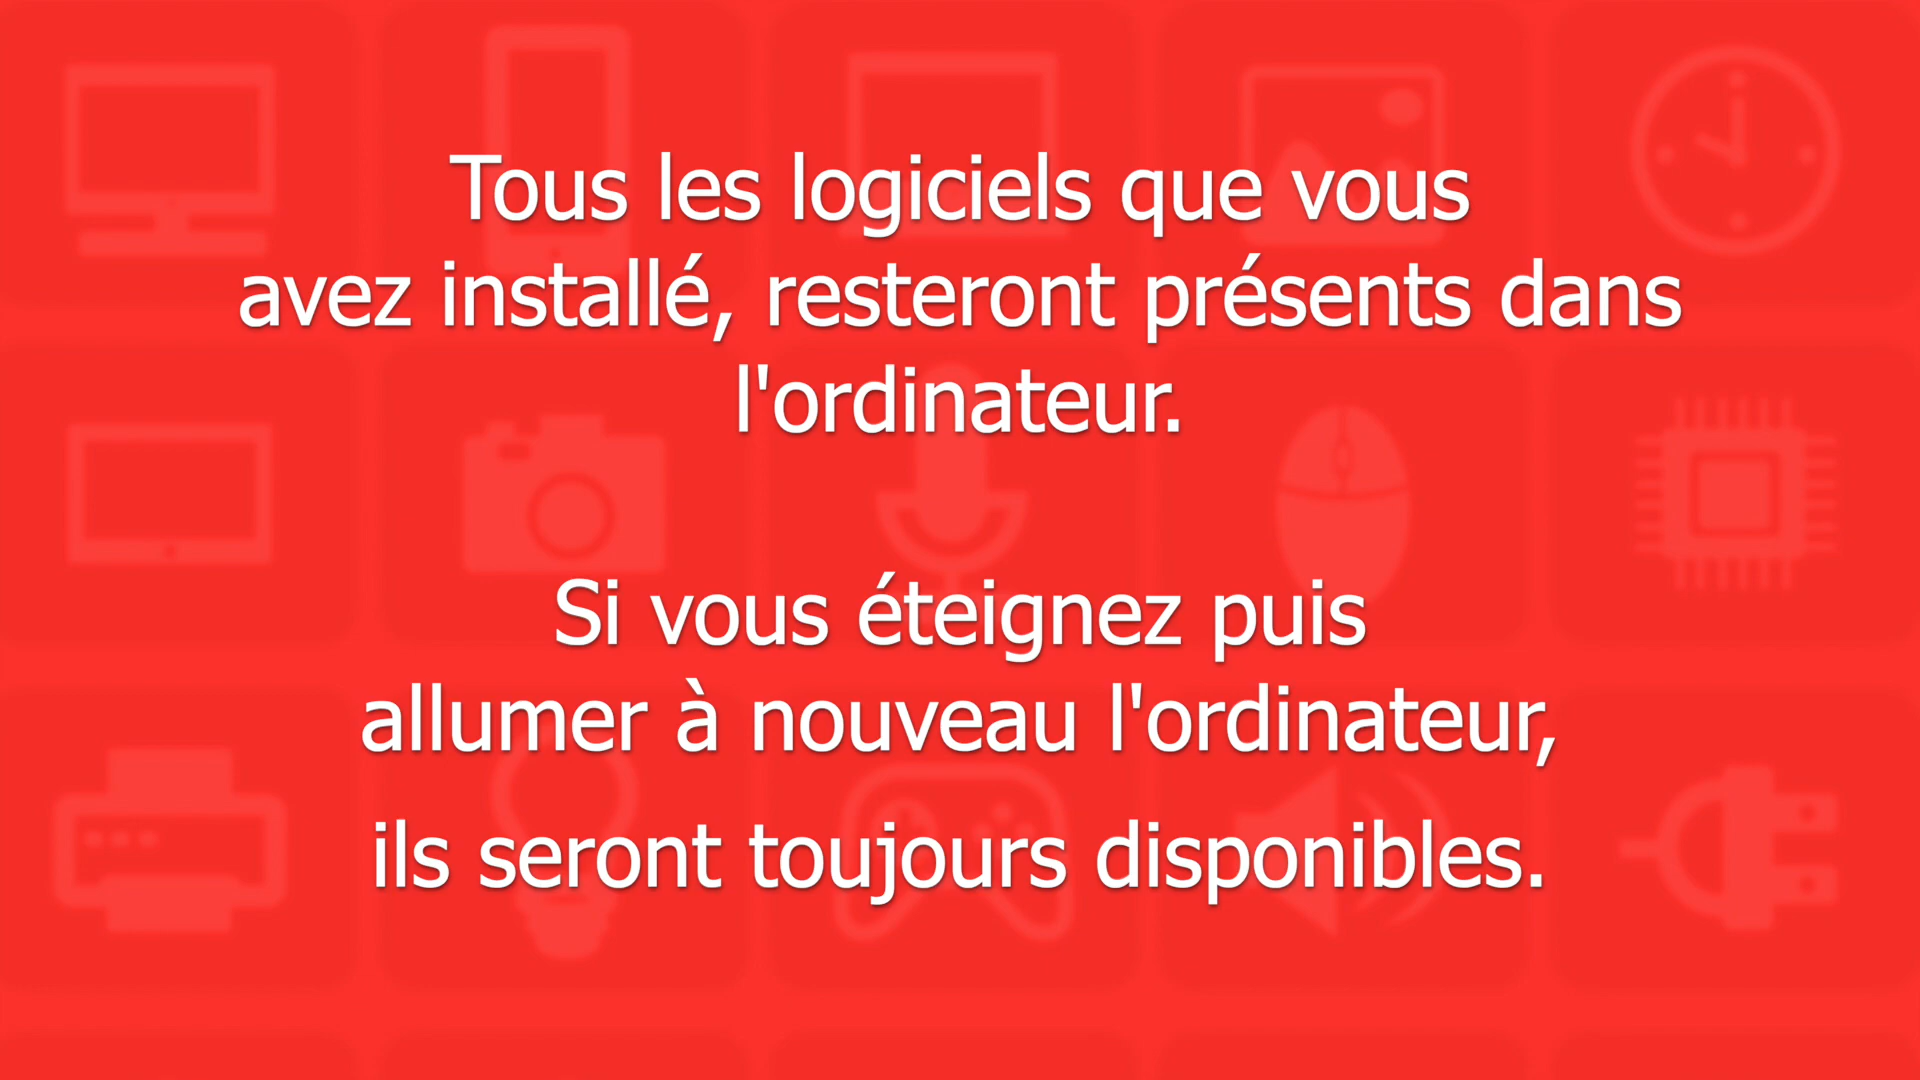 Tous les logiciels que vous
avez installé, resteront présents dans
l'ordinateur.
Si vous éteignez puis
allumer à nouveau l'ordinateur,
ils seront toujours disponibles.